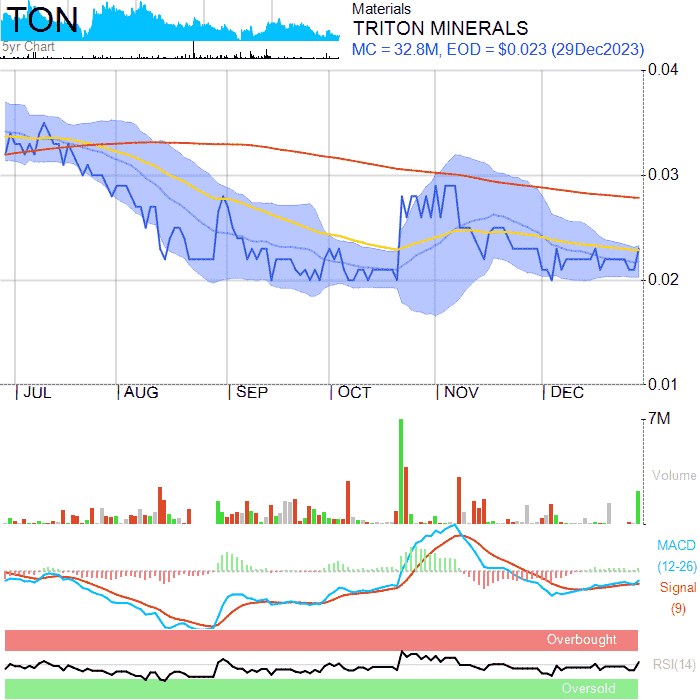 TON
5yr Chart
Materials
TRITON MINERALS
MC = 32.8M, EOD = $0.023 (29Dec2023)
0.04
0.03
0.02
0.01
JUL AUG SEP OCT NOV DEC
7M
Volume
MACD
(12-26)
Signal
(9)
Overbought
RSI(14)
Oversold